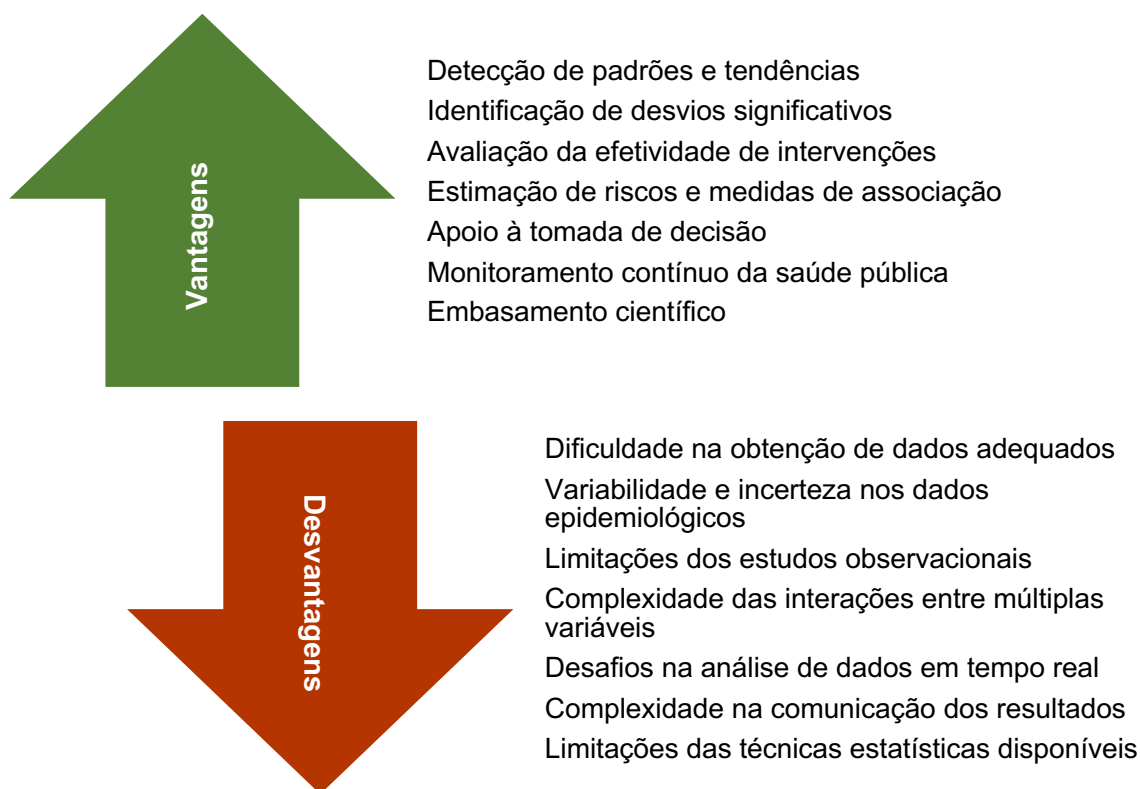 Vantagens
Detecção de padrões e tendências
Identificação de desvios significativos
Avaliação da efetividade de intervenções
Estimação de riscos e medidas de associação
Apoio à tomada de decisão
Monitoramento contínuo da saúde pública
Embasamento científico
Desvantagens
Dificuldade na obtenção de dados adequados
Variabilidade e incerteza nos dados
epidemiológicos
Limitações dos estudos observacionais
Complexidade das interações entre múltiplas
variáveis
Desafios na análise de dados em tempo real
Complexidade na comunicação dos resultados
Limitações das técnicas estatísticas disponíveis